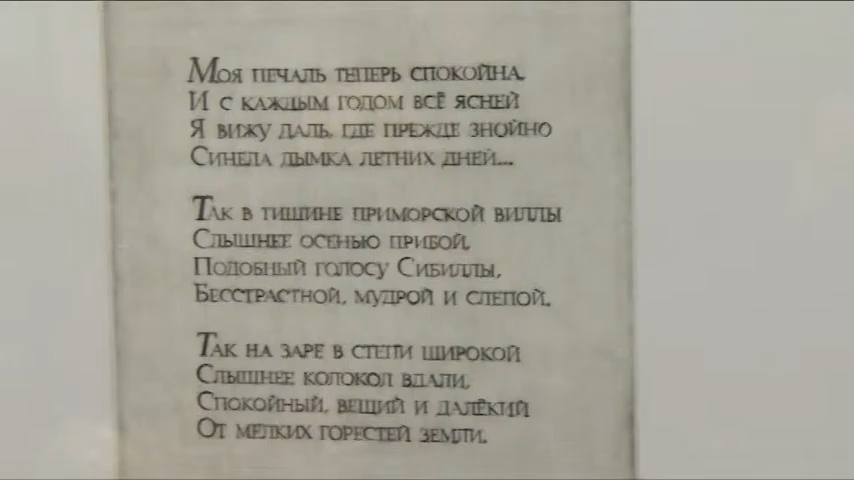 Моя печаль теперь спокойна,
И с каждым годом всё ясней
Я вижу даль, где прежде знойно
Синела дымка летних дней...
Так в тишине приморской виллы
Слышнее осенью прибой,
Подобный голосу Сибиллы,
Бесстрастной, мудрой и слепой.
Так на заре в степи широкой
Слышнее колокол вдали,
Спокойный, вещий и далёкий
От мелких горестей земли.